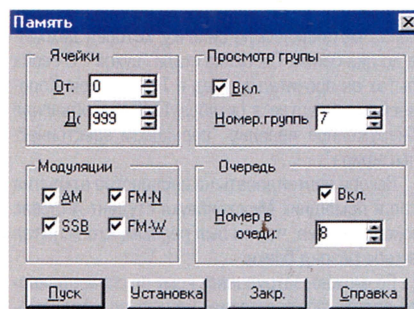 Память
Ячейки
От: 0
Дс 999
Просмотр групы
Вкл.
Номер.группь 7
Модуляции
AM FM-N
SSB FM-W
Очередь
Вкл.
Номер в
очеди: 8
Пуск Установка Закр. Справка